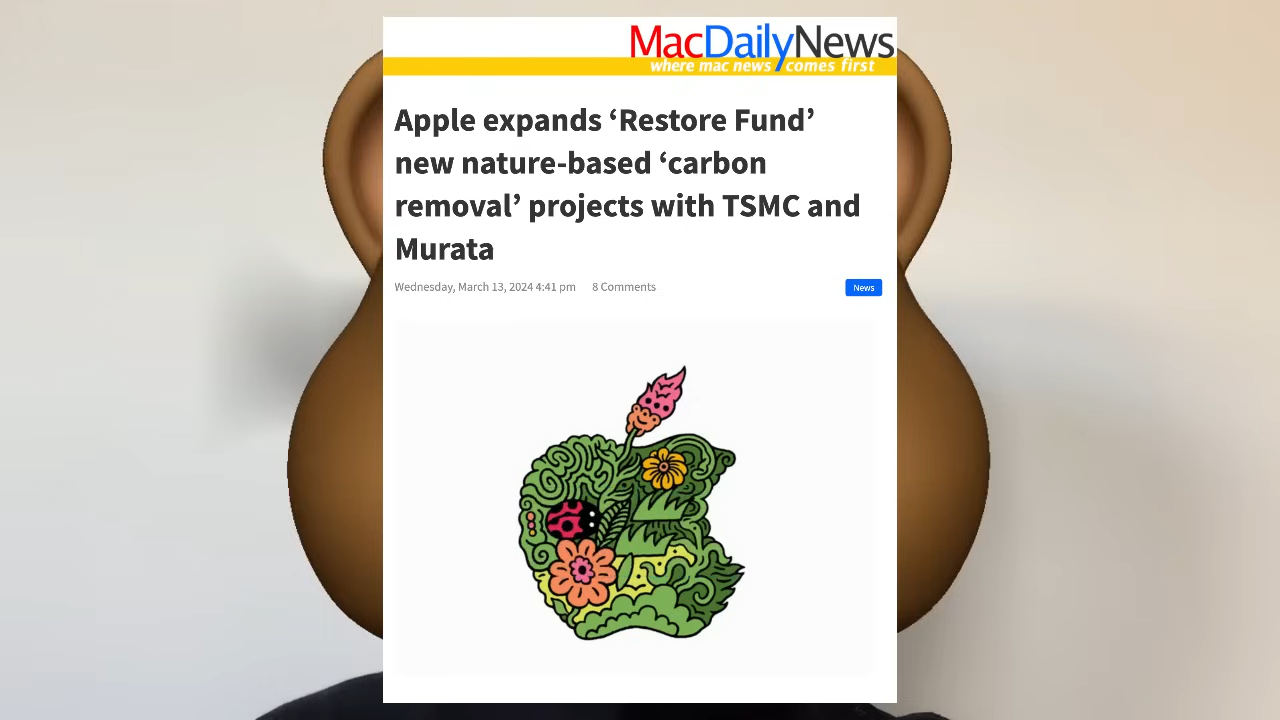 MacDailyNews
where mac news comes first
Apple expands ‘Restore Fund’
new nature-based ‘carbon
removal’ projects with TSMC and
Murata
Wednesday, March 13, 2024 4:41 pm 8 Comments
News